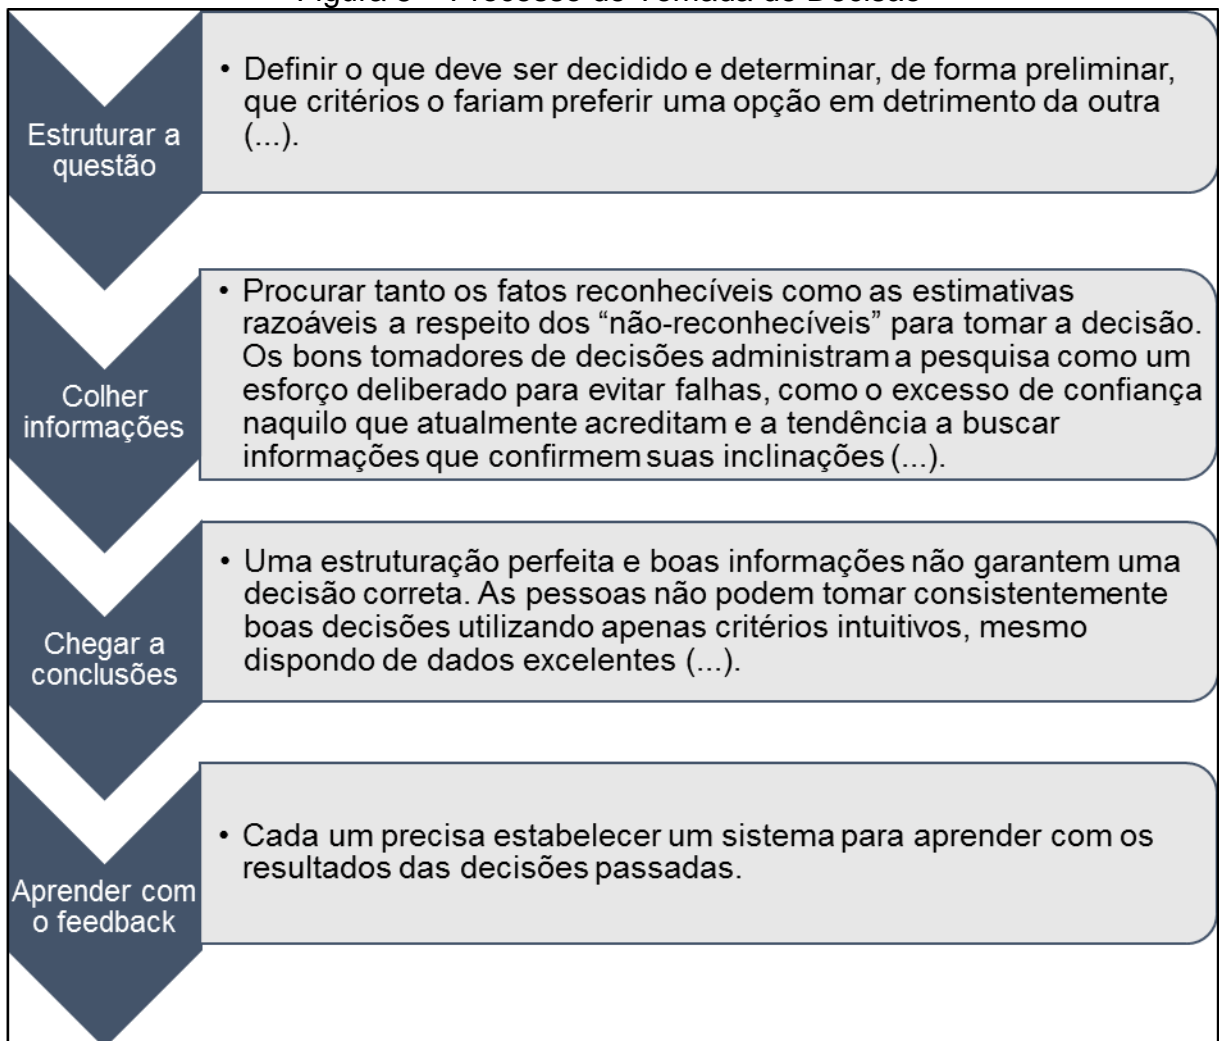 Estruturar a
questão
• Definir o que deve ser decidido e determinar, de forma preliminar,
que critérios o fariam preferir uma opção em detrimento da outra
(...).
Colher
informações
• Procurar tanto os fatos reconhecíveis como as estimativas
razoáveis a respeito dos “não-reconhecíveis” para tomar a decisão.
Os bons tomadores de decisões administram a pesquisa como um
esforço deliberado para evitar falhas, como o excesso de confiança
naquilo que atualmente acreditam e a tendência a buscar
informações que confirmem suas inclinações (...).
Chegar a
conclusões
• Uma estruturação perfeita e boas informações não garantem uma
decisão correta. As pessoas não podem tomar consistentemente
boas decisões utilizando apenas critérios intuitivos, mesmo
dispondo de dados excelentes (...).
Aprender com
o feedback
• Cada um precisa estabelecer um sistema para aprender com os
resultados das decisões passadas.